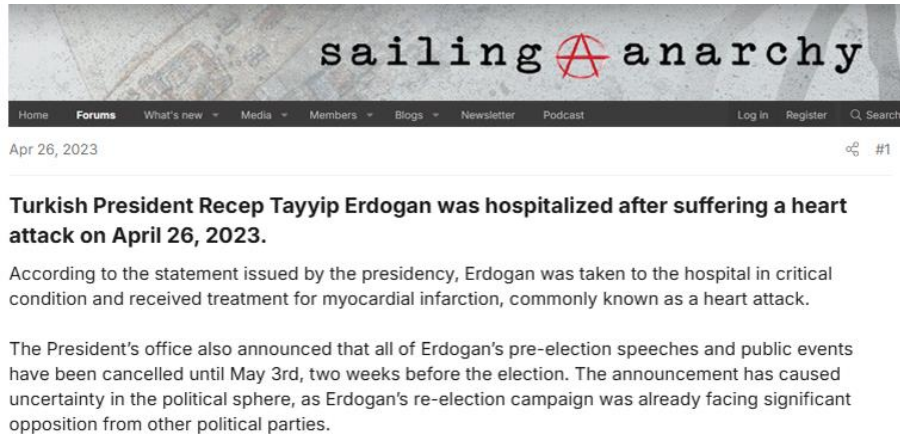 sailing anarchy
Home Forums What's new Media Members Blogs Newsletter Podcast Log in Register Search
Apr 26, 2023 #1
Turkish President Recep Tayyip Erdogan was hospitalized after suffering a heart
attack on April 26, 2023.
According to the statement issued by the presidency, Erdogan was taken to the hospital in critical
condition and received treatment for myocardial infarction, commonly known as a heart attack.
The President’s office also announced that all of Erdogan’s pre-election speeches and public events
have been cancelled until May 3rd, two weeks before the election. The announcement has caused
uncertainty in the political sphere, as Erdogan’s re-election campaign was already facing significant
opposition from other political parties.